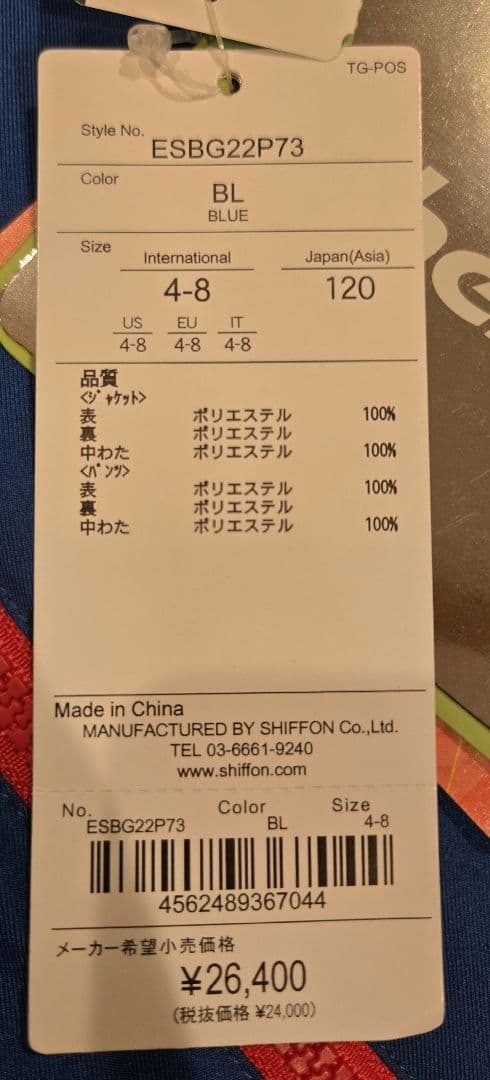 TG-POS
Style No.
ESBG22P73
Color
BL
BLUE
Size
International Japan(Asia)
4-8 120
US EU IT
4-8 4-8 4-8
品質
<ｼﾞｬｹｯﾄ>
表 ポリエステル 100%
裏 ポリエステル
中わた ポリエステル 100%
<ﾊﾟﾝﾂ>
表 ポリエステル 100%
裏 ポリエステル
中わた ポリエステル 100%
Made in China
MANUFACTURED BY SHIFFON Co.,Ltd.
TEL 03-6661-9240
www.shiffon.com
No. Color Size
ESBG22P73 BL 4-8
4562489367044
メーカー希望小売価格
¥26,400
(税抜価格 ¥24,000)